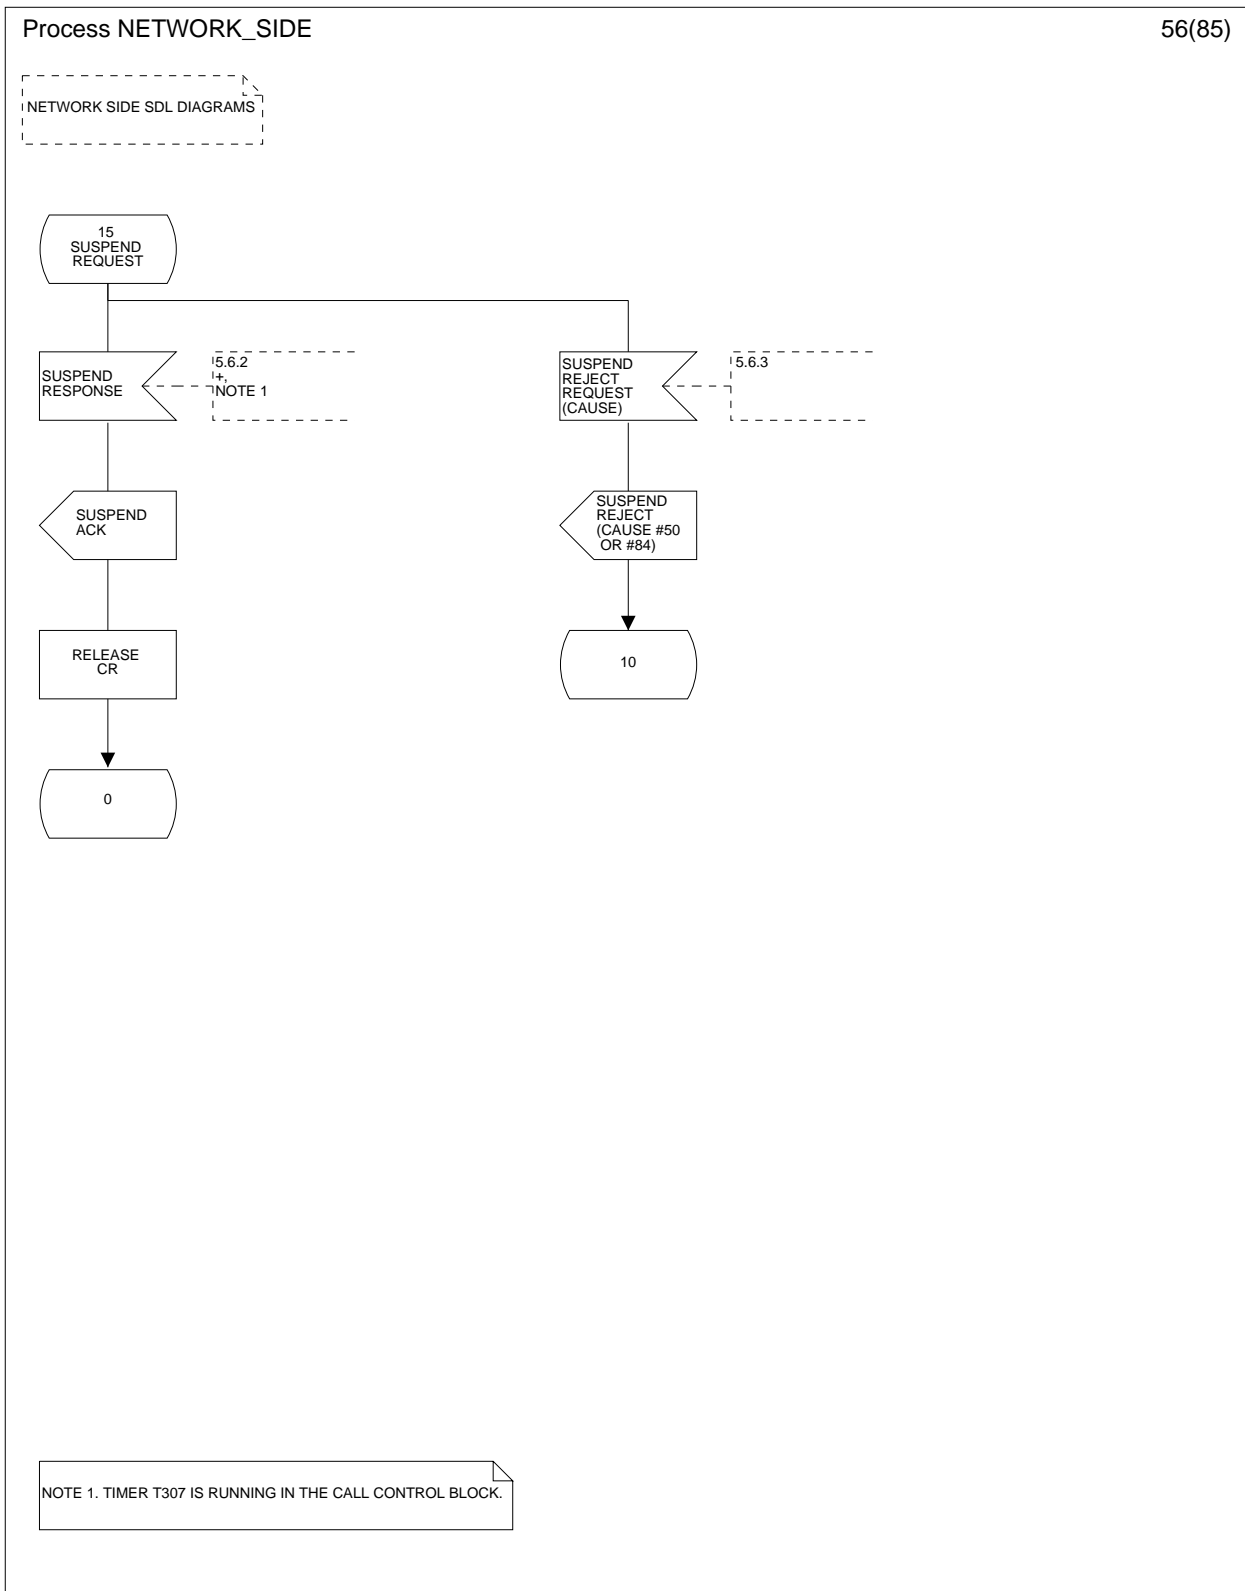 Process NETWORK_SIDE
56(85)
NETWORK SIDE SDL DIAGRAMS
15
SUSPEND
REQUEST
SUSPEND
RESPONSE
5.6.2
+,
NOTE 1
SUSPEND
REJECT
REQUEST
(CAUSE)
5.6.3
SUSPEND
ACK
SUSPEND
REJECT
(CAUSE #50
OR #84)
RELEASE
CR
10
0
NOTE 1. TIMER T307 IS RUNNING IN THE CALL CONTROL BLOCK.